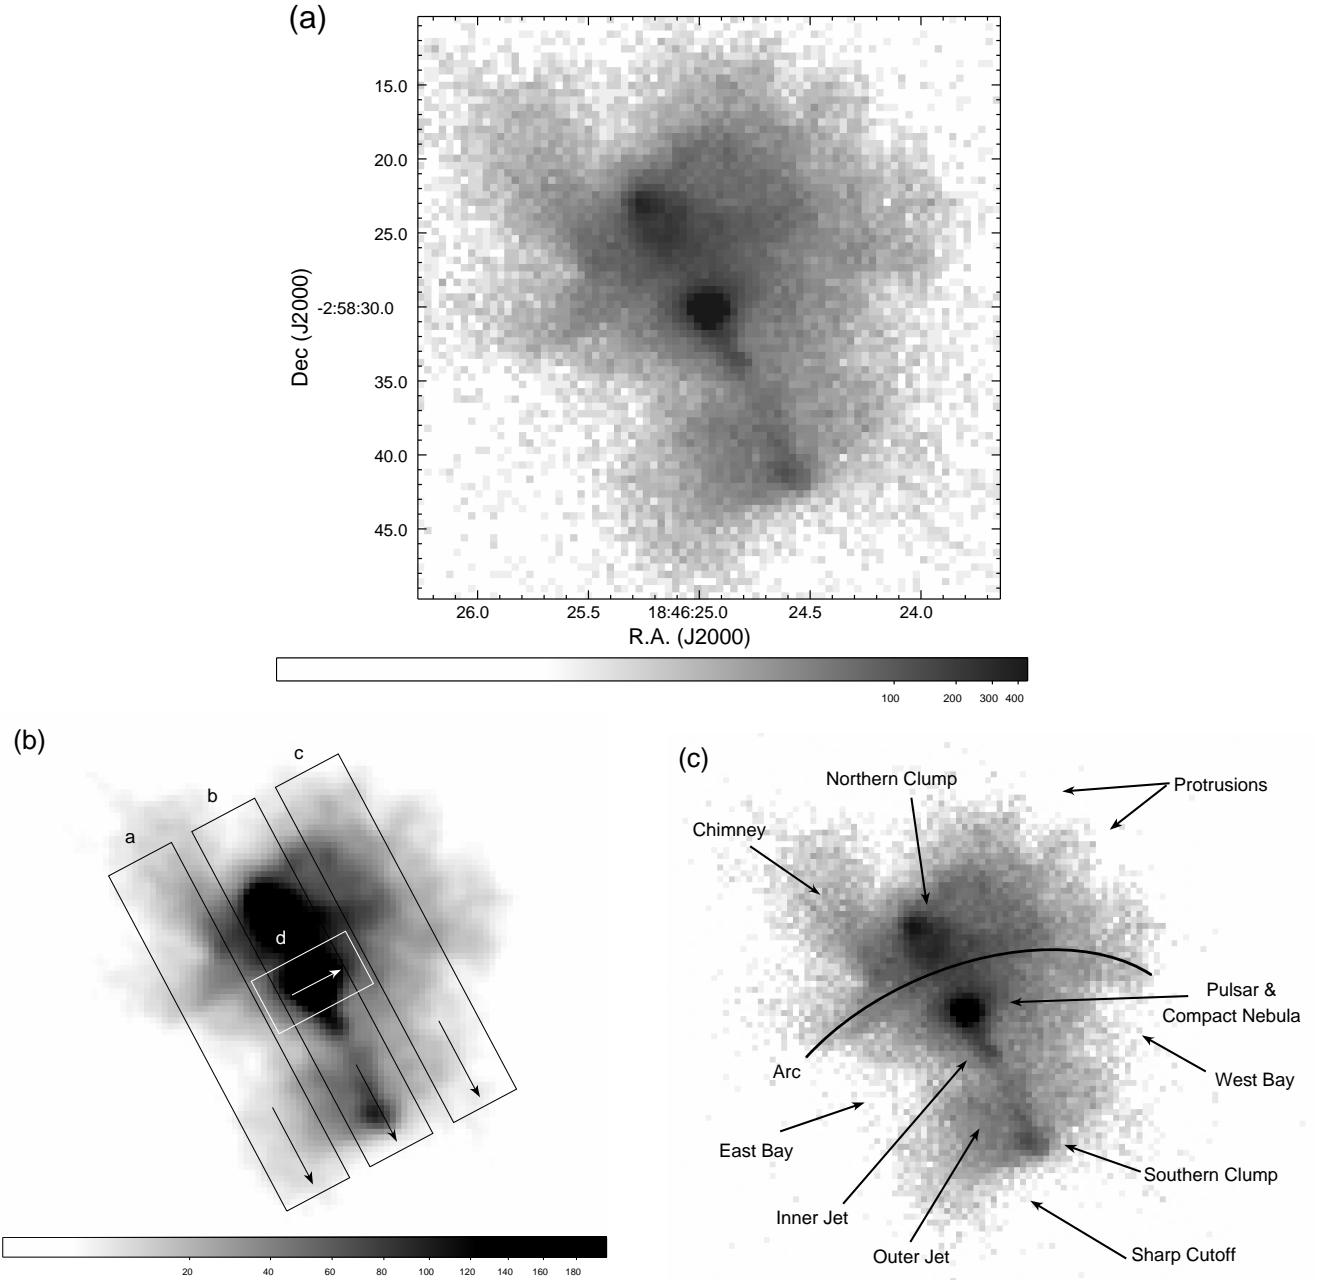 (a)
15.0
20.0
25.0
-2:58:30.0
35.0
40.0
45.0
Dec (J2000)
26.0 25.5 18:46:25.0 24.5 24.0
R.A. (J2000)
100 200 300 400
(b)
a
b
c
d
20 40 60 80 100 120 140 160 180
(c)
Northern Clump
Protrusions
Chimney
Pulsar &
Compact Nebula
Arc
West Bay
East Bay
Southern Clump
Inner Jet
Outer Jet
Sharp Cutoff